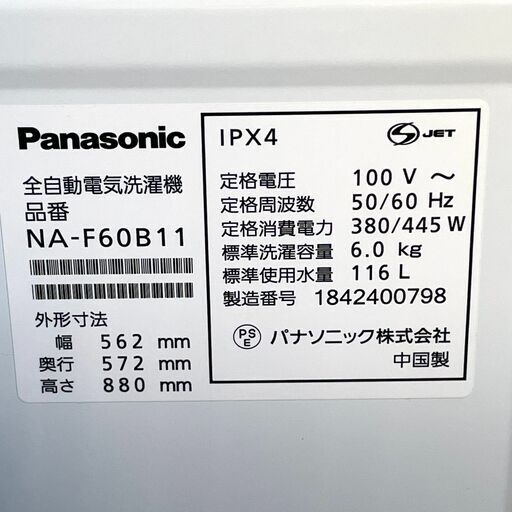 Panasonic
全自動電気洗濯機
品番
NA-F60B11
外形寸法
幅 562 mm
奥行 572 mm
高さ 880 mm
IPX4
S JET
定格電圧 100 V ～
定格周波数 50/60 Hz
定格消費電力 380/445 W
標準洗濯容量 6.0 kg
標準使用水量 116 L
製造番号 1842400798
PS E パナソニック株式会社
中国製